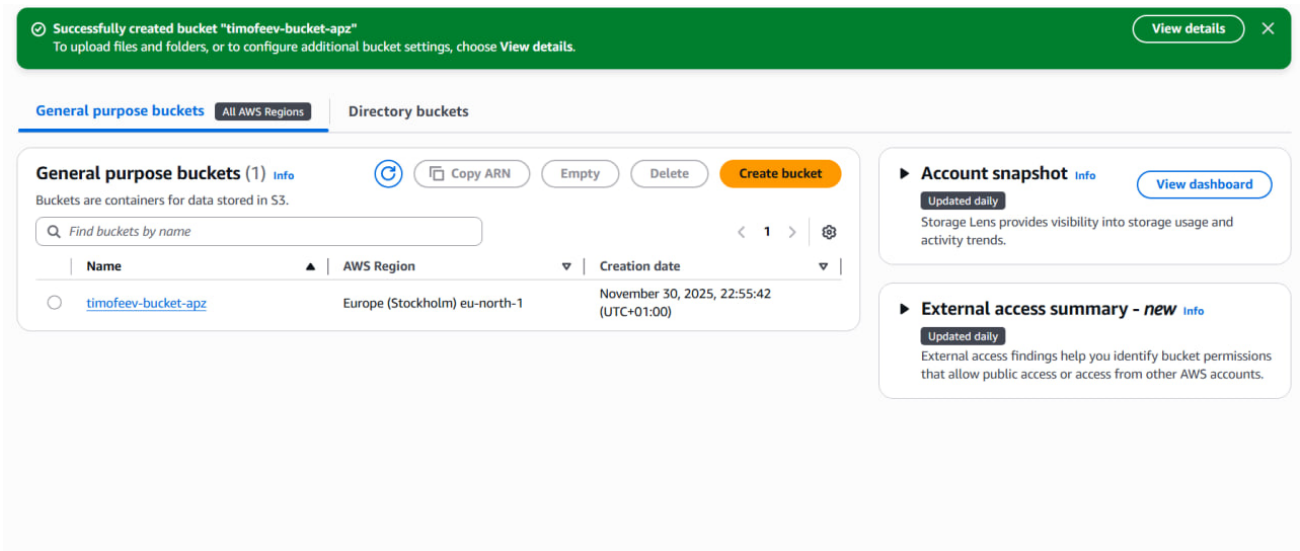 Successfully created bucket "timofeev-bucket-apz"
To upload files and folders, or to configure additional bucket settings, choose View details.
View details
General purpose buckets All AWS Regions
Directory buckets
General purpose buckets (1) Info
Copy ARN
Empty
Delete
Create bucket
Buckets are containers for data stored in S3.
Find buckets by name
1
Name
AWS Region
Creation date
timofeev-bucket-apz
Europe (Stockholm) eu-north-1
November 30, 2025, 22:55:42
(UTC+01:00)
Account snapshot Info
View dashboard
Updated daily
Storage Lens provides visibility into storage usage and
activity trends.
External access summary - new Info
Updated daily
External access findings help you identify bucket permissions
that allow public access or access from other AWS accounts.